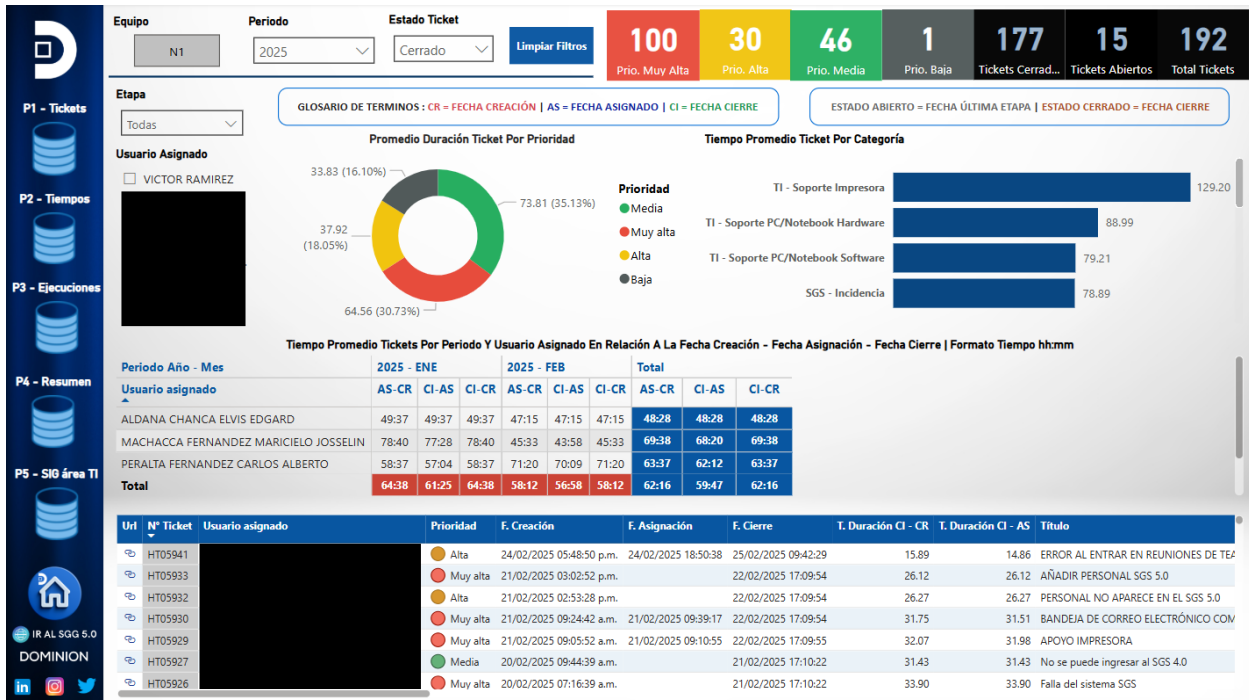 Equipo
N1
Periodo
2025
Estado Ticket
Cerrado
Limpiar Filtros
100
Prio. Muy Alta
30
Prio. Alta
46
Prio. Media
1
Prio. Baja
177
Tickets Cerrad...
15
Tickets Abiertos
192
Total Tickets
P1 - Tickets
P2 - Tiempos
P3 - Ejecuciones
P4 - Resumen
P5 - SIG área TI
IR AL SGG 5.0
DOMINION
Etapa
Todas
Usuario Asignado
VICTOR RAMIREZ
GLOSARIO DE TERMINOS : CR = FECHA CREACIÓN | AS = FECHA ASIGNADO | CI = FECHA CIERRE
ESTADO ABIERTO = FECHA ÚLTIMA ETAPA | ESTADO CERRADO = FECHA CIERRE
Promedio Duración Ticket Por Prioridad
33.83 (16.10%)
73.81 (35.13%)
37.92
(18.05%)
64.56 (30.73%)
Prioridad
Media
Muy alta
Alta
Baja
Tiempo Promedio Ticket Por Categoría
TI - Soporte Impresora 129.20
TI - Soporte PC/Notebook Hardware 88.99
TI - Soporte PC/Notebook Software 79.21
SGS - Incidencia 78.89
Tiempo Promedio Tickets Por Periodo Y Usuario Asignado En Relación A La Fecha Creación - Fecha Asignación - Fecha Cierre | Formato Tiempo hh:mm
Periodo Año - Mes 2025 - ENE 2025 - FEB Total
Usuario asignado AS-CR CI-AS CI-CR AS-CR CI-AS CI-CR AS-CR CI-AS CI-CR
ALDANA CHANCA ELVIS EDGARD 49:37 49:37 49:37 47:15 47:15 47:15 48:28 48:28 48:28
MACHACCA FERNANDEZ MARICIELO JOSSELIN 78:40 77:28 78:40 45:33 43:58 45:33 69:38 68:20 69:38
PERALTA FERNANDEZ CARLOS ALBERTO 58:37 57:04 58:37 71:20 70:09 71:20 63:37 62:12 63:37
Total 64:38 61:25 64:38 58:12 56:58 58:12 62:16 59:47 62:16
Url N° Ticket Usuario asignado Prioridad F. Creación F. Asignación F. Cierre T. Duración CI - CR T. Duración CI - AS Título
HT05941 Alta 24/02/2025 05:48:50 p.m. 24/02/2025 18:50:38 25/02/2025 09:42:29 15.89 14.86 ERROR AL ENTRAR EN REUNIONES DE TEA
HT05933 Muy alta 21/02/2025 03:02:52 p.m. 22/02/2025 17:09:54 26.12 26.12 AÑADIR PERSONAL SGS 5.0
HT05932 Alta 21/02/2025 02:53:28 p.m. 22/02/2025 17:09:54 26.27 26.27 PERSONAL NO APARECE EN EL SGS 5.0
HT05930 Muy alta 21/02/2025 09:24:42 a.m. 21/02/2025 09:39:17 22/02/2025 17:09:54 31.75 31.51 BANDEJA DE CORREO ELECTRÓNICO COM
HT05929 Muy alta 21/02/2025 09:05:52 a.m. 21/02/2025 09:10:55 22/02/2025 17:09:55 32.07 31.98 APOYO IMPRESORA
HT05927 Media 20/02/2025 09:44:39 a.m. 21/02/2025 17:10:22 31.43 31.43 No se puede ingresar al SGS 4.0
HT05926 Muy alta 20/02/2025 07:16:39 a.m. 21/02/2025 17:10:22 33.90 33.90 Falla del sistema SGS